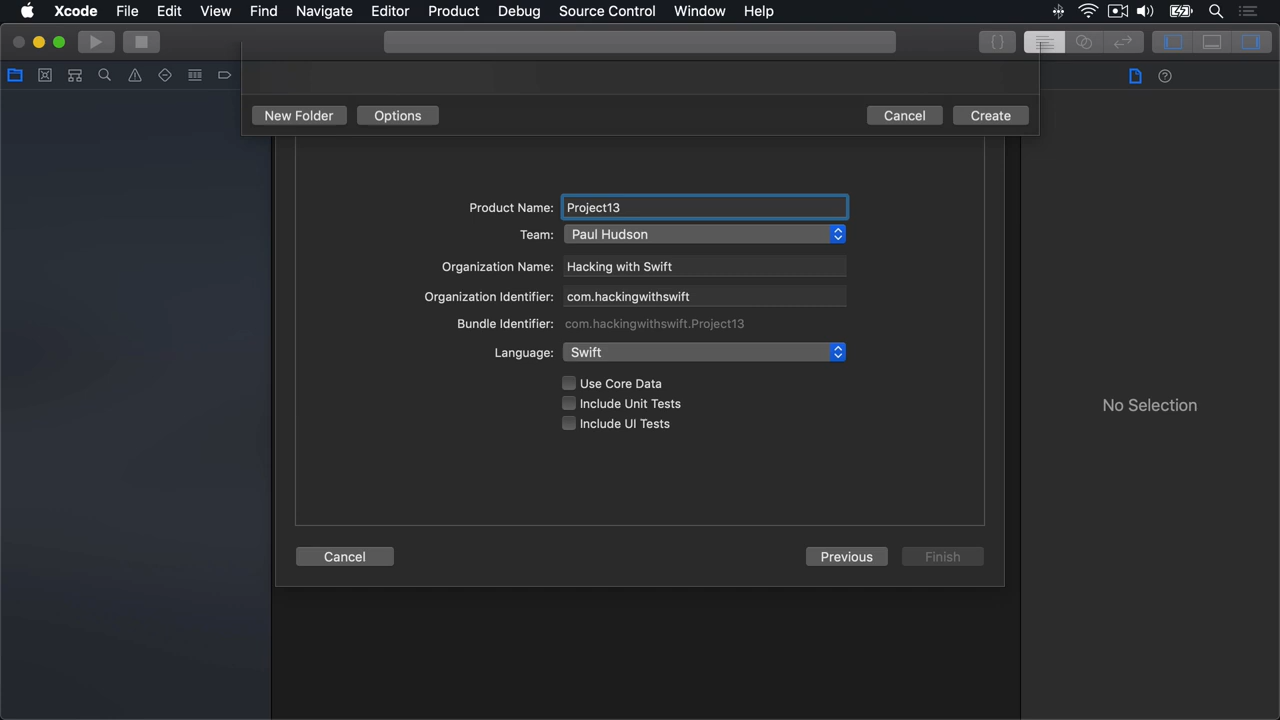 Xcode File Edit View Find Navigate Editor Product Debug Source Control Window Help
New Folder Options Cancel Create
Product Name: Project13
Team: Paul Hudson
Organization Name: Hacking with Swift
Organization Identifier: com.hackingwithswift
Bundle Identifier: com.hackingwithswift.Project13
Language: Swift
Use Core Data
Include Unit Tests
No Selection
Include UI Tests
Cancel Previous Finish